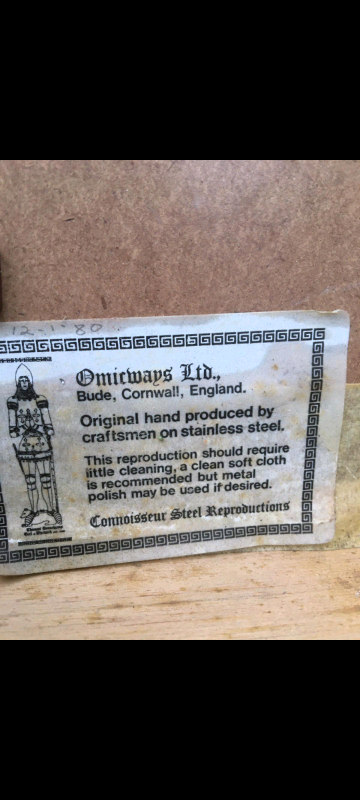 12-1-80
Omicways Ltd.,
Bude, Cornwall, England.
Original hand produced by
craftsmen on stainless steel.
This reproduction should require
little cleaning, a clean soft cloth
is recommended but metal
polish may be used if desired.
Connoisseur Steel Reproductions